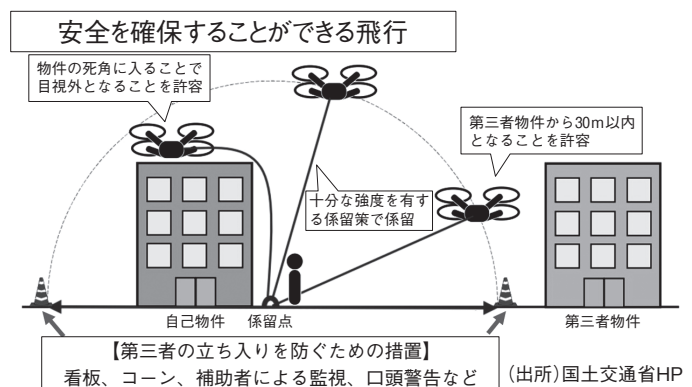 安全を確保することができる飛行
物件の死角に入ることで
目視外となることを許容
第三者物件から30m以内
となることを許容
十分な強度を有す
る係留策で係留
自己物件
係留点
第三者物件
【第三者の立ち入りを防ぐための措置】
看板、コーン、補助者による監視、口頭警告など
(出所)国土交通省HP